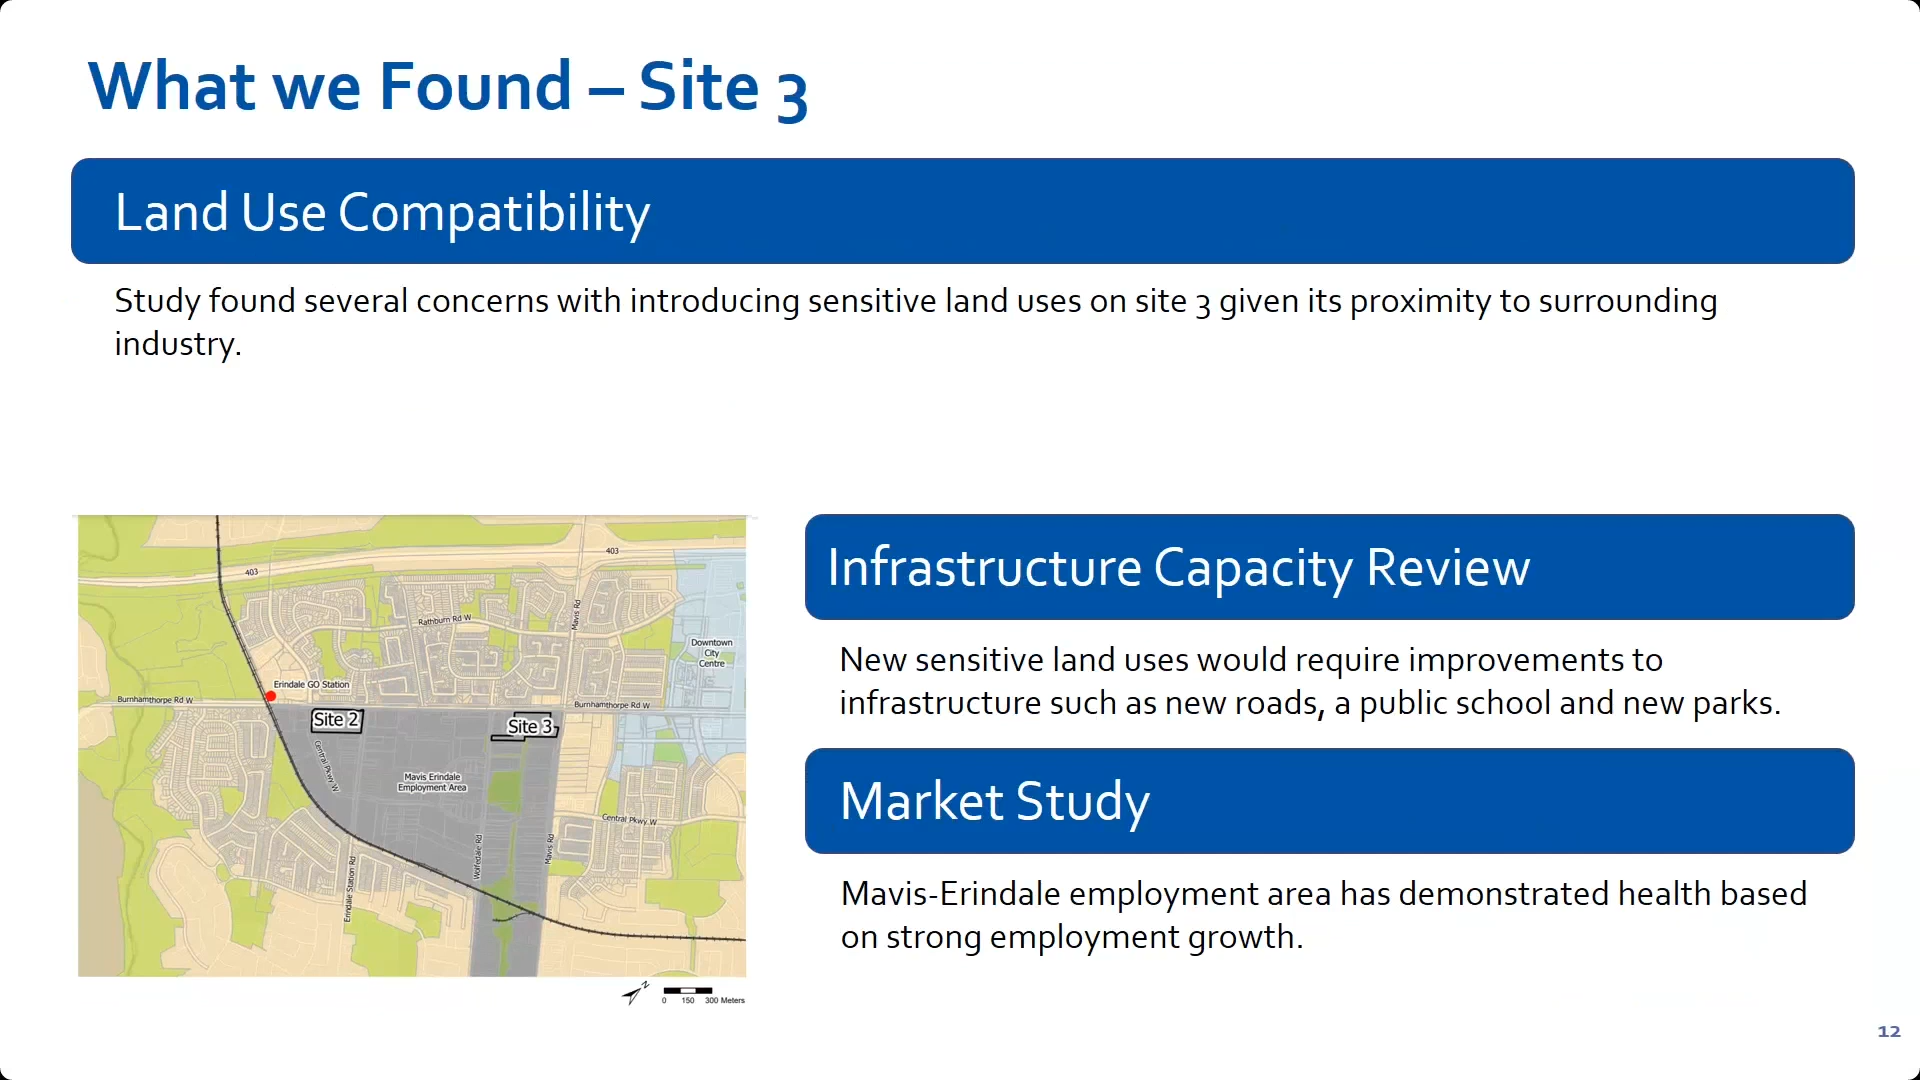 What we Found – Site 3
Land Use Compatibility
Study found several concerns with introducing sensitive land uses on site 3 given its proximity to surrounding
industry.
403
403
Mavis Rd
Rathburn Rd W
Downtown
City
Centre
Erindale GO Station
Burnhamthorpe Rd W
Burnhamthorpe Rd W
Site 2
Site 3
Central Pkwy W
Mavis Erindale
Employment Area
Central Pkwy W
Wolfedale Rd
Mavis Rd
Erindale Station Rd
N
0 150 300 Meters
Infrastructure Capacity Review
New sensitive land uses would require improvements to
infrastructure such as new roads, a public school and new parks.
Market Study
Mavis-Erindale employment area has demonstrated health based
on strong employment growth.
12